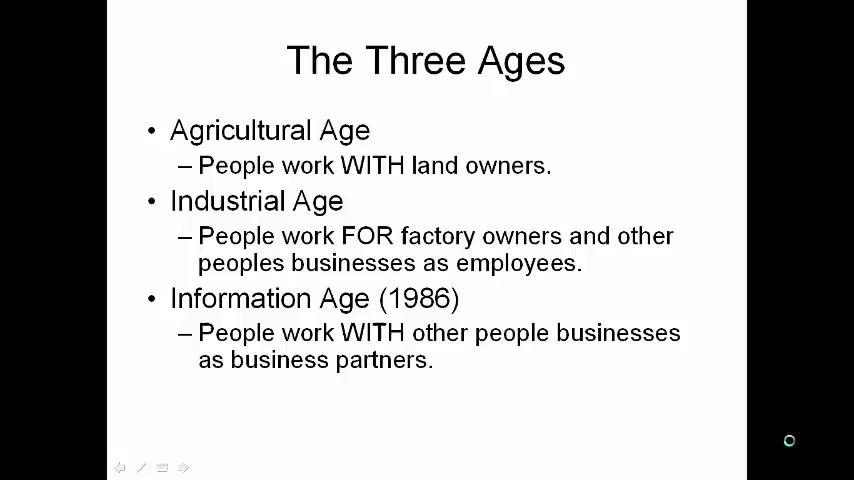 The Three Ages
• Agricultural Age
– People work WITH land owners.
• Industrial Age
– People work FOR factory owners and other
peoples businesses as employees.
• Information Age (1986)
– People work WITH other people businesses
as business partners.